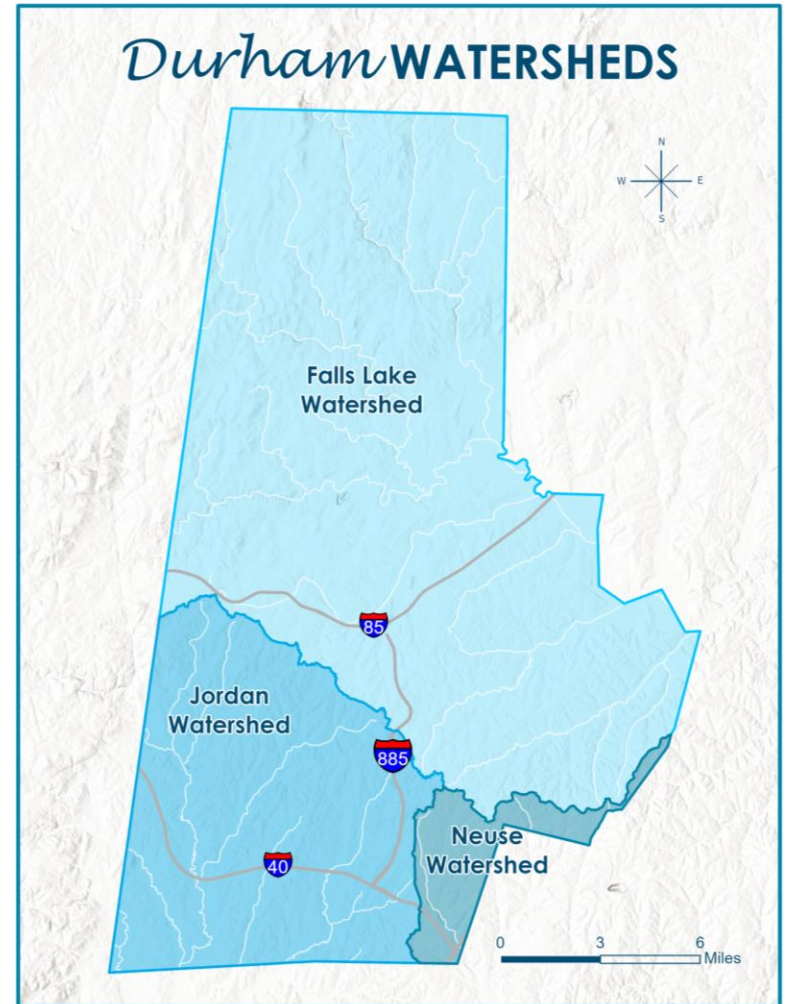 Durham WATERSHEDS
N
W E
S
Falls Lake
Watershed
85
Jordan
Watershed
885
Neuse
Watershed
40
0 3 6
Miles